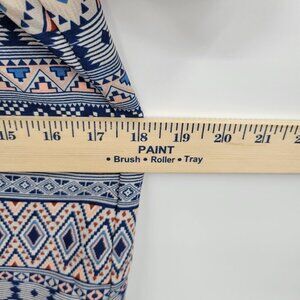 15 16 17 18 19 20 21
PAINT
• Brush • Roller • Tray